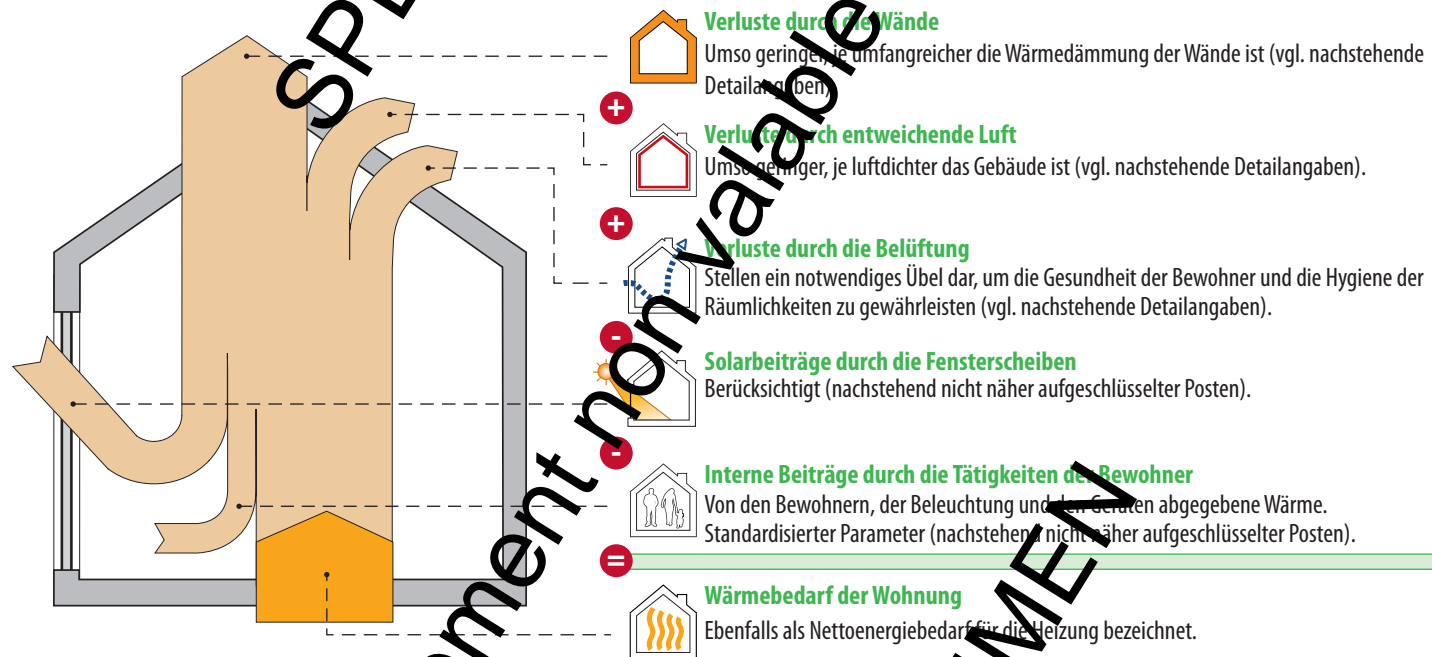 Verluste durch die Wände
Umso geringer, je umfangreicher die Wärmedämmung der Wände ist (vgl. nachstehende
Detailangaben).
+
Verluste durch entweichende Luft
Umso geringer, je luftdichter das Gebäude ist (vgl. nachstehende Detailangaben).
+
Verluste durch die Belüftung
Stellen ein notwendiges Übel dar, um die Gesundheit der Bewohner und die Hygiene der
Räumlichkeiten zu gewährleisten (vgl. nachstehende Detailangaben).
-
Solarbeiträge durch die Fensterscheiben
Berücksichtigt (nachstehend nicht näher aufgeschlüsselter Posten).
-
Interne Beiträge durch die Tätigkeiten der Bewohner
Von den Bewohnern, der Beleuchtung und den Geräten abgegebene Wärme.
Standardisierter Parameter (nachstehend nicht näher aufgeschlüsselter Posten).
=
Wärmebedarf der Wohnung
Ebenfalls als Nettoenergiebedarf für die Heizung bezeichnet.
non valable